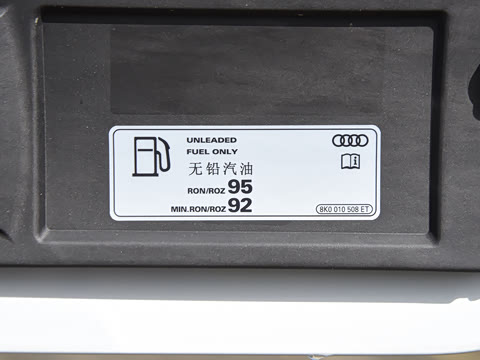 UNLEADED
FUEL ONLY
无铅汽油
RON/ROZ 95
MIN.RON/ROZ 92
8K0 010 508 ET